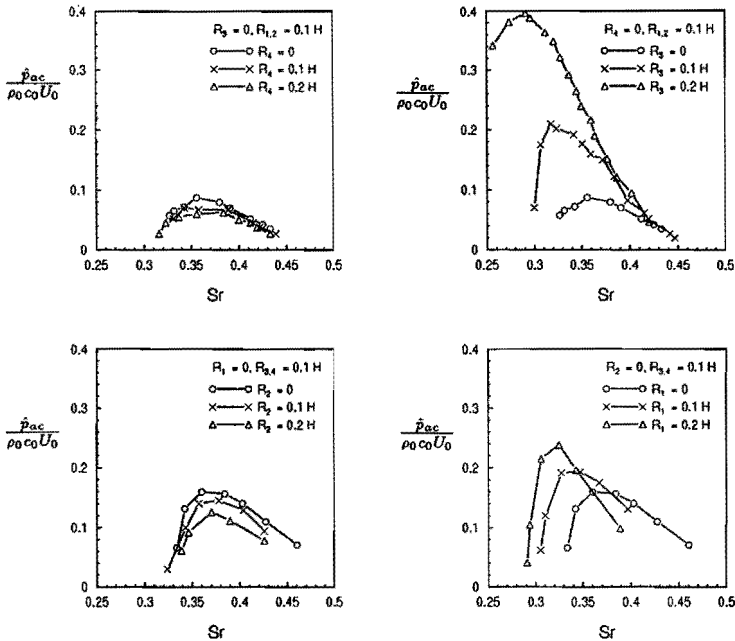 R₃ = 0, R₁,₂ = 0.1 H
R₄ = 0
R₄ = 0.1 H
R₄ = 0.2 H
0.4
0.3
0.2
0.1
0
p̂ac
ρ₀c₀U₀
0.25 0.3 0.35 0.4 0.45 0.5
Sr
R₄ = 0, R₁,₂ = 0.1 H
R₃ = 0
R₃ = 0.1 H
R₃ = 0.2 H
0.4
0.3
0.2
0.1
0
p̂ac
ρ₀c₀U₀
0.25 0.3 0.35 0.4 0.45 0.5
Sr
R₁ = 0, R₃,₄ = 0.1 H
R₂ = 0
R₂ = 0.1 H
R₂ = 0.2 H
0.4
0.3
0.2
0.1
0
p̂ac
ρ₀c₀U₀
0.25 0.3 0.35 0.4 0.45 0.5
Sr
R₂ = 0, R₃,₄ = 0.1 H
R₁ = 0
R₁ = 0.1 H
R₁ = 0.2 H
0.4
0.3
0.2
0.1
0
p̂ac
ρ₀c₀U₀
0.25 0.3 0.35 0.4 0.45 0.5
Sr